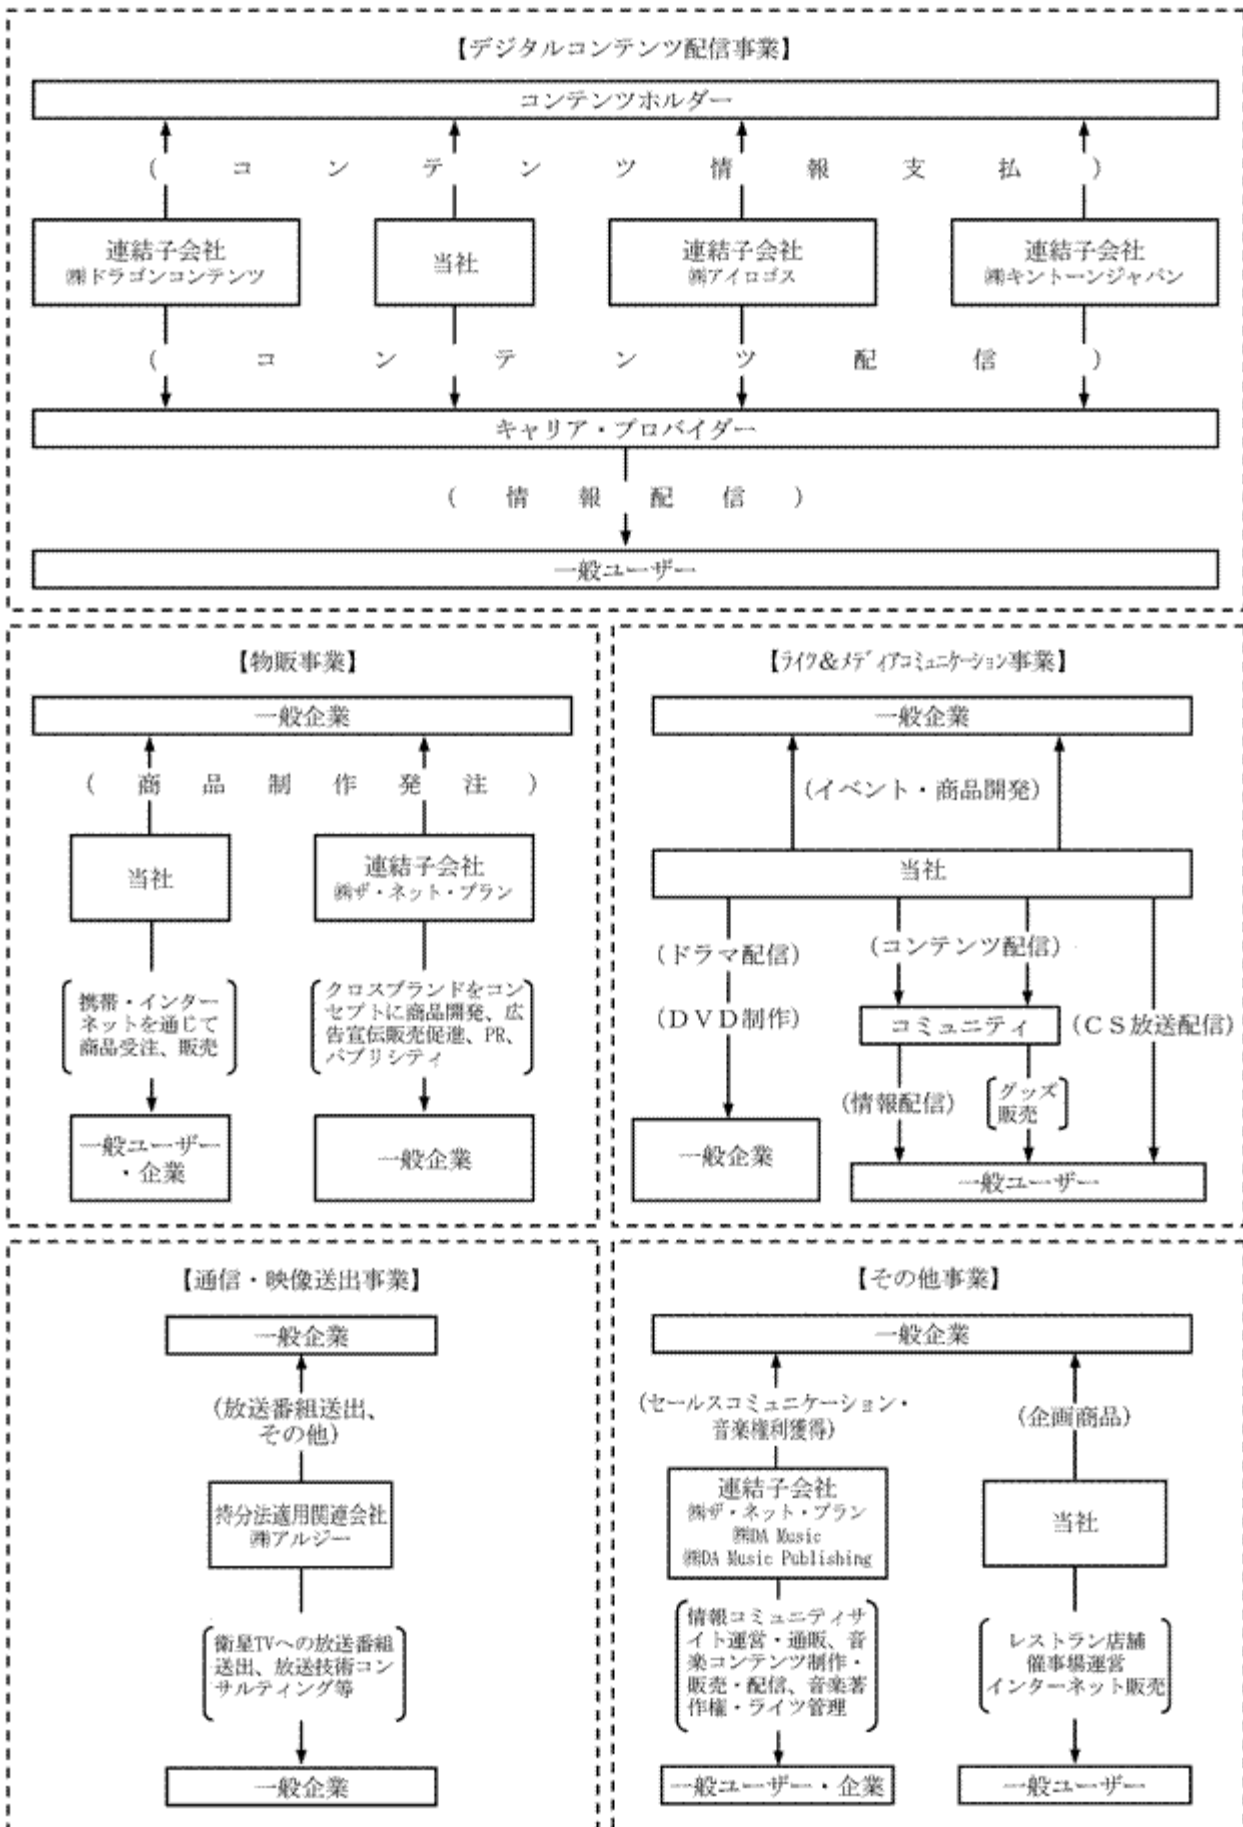 【デジタルコンテンツ配信事業】
コンテンツホルダー
(コンテンツ情報支払)
連結子会社
㈱ドラゴンコンテンツ
当社
連結子会社
㈱アイロゴス
連結子会社
㈱キントーンジャパン
(コンテンツ配信)
キャリア・プロバイダー
(情報配信)
一般ユーザー
【物販事業】
一般企業
(商品制作発注)
当社
連結子会社
㈱ザ・ネット・プラン
携帯・インター
ネットを通じて
商品受注、販売
クロスブランドをコン
セプトに商品開発、広
告宣伝販売促進、PR、
パブリシティ
一般ユーザー
・企業
一般企業
【ライツ&メディアコミュニケーション事業】
一般企業
(イベント・商品開発)
当社
(ドラマ配信)
(DVD制作)
(コンテンツ配信)
コミュニティ
(CS放送配信)
(情報配信)
グッズ
販売
一般企業
一般ユーザー
【通信・映像送出事業】
一般企業
(放送番組送出、
その他)
持分法適用関連会社
㈱アルジー
衛星TVへの放送番組
送出、放送技術コン
サルティング等
一般企業
【その他事業】
一般企業
(セールスコミュニケーション・
音楽権利獲得)
(企画商品)
連結子会社
㈱ザ・ネット・プラン
㈱DA Music
㈱DA Music Publishing
当社
情報コミュニティサ
イト運営・通販、音
楽コンテンツ制作・
販売・配信、音楽著
作権・ライツ管理
レストラン店舗
催事場運営
インターネット販売
一般ユーザー・企業
一般ユーザー